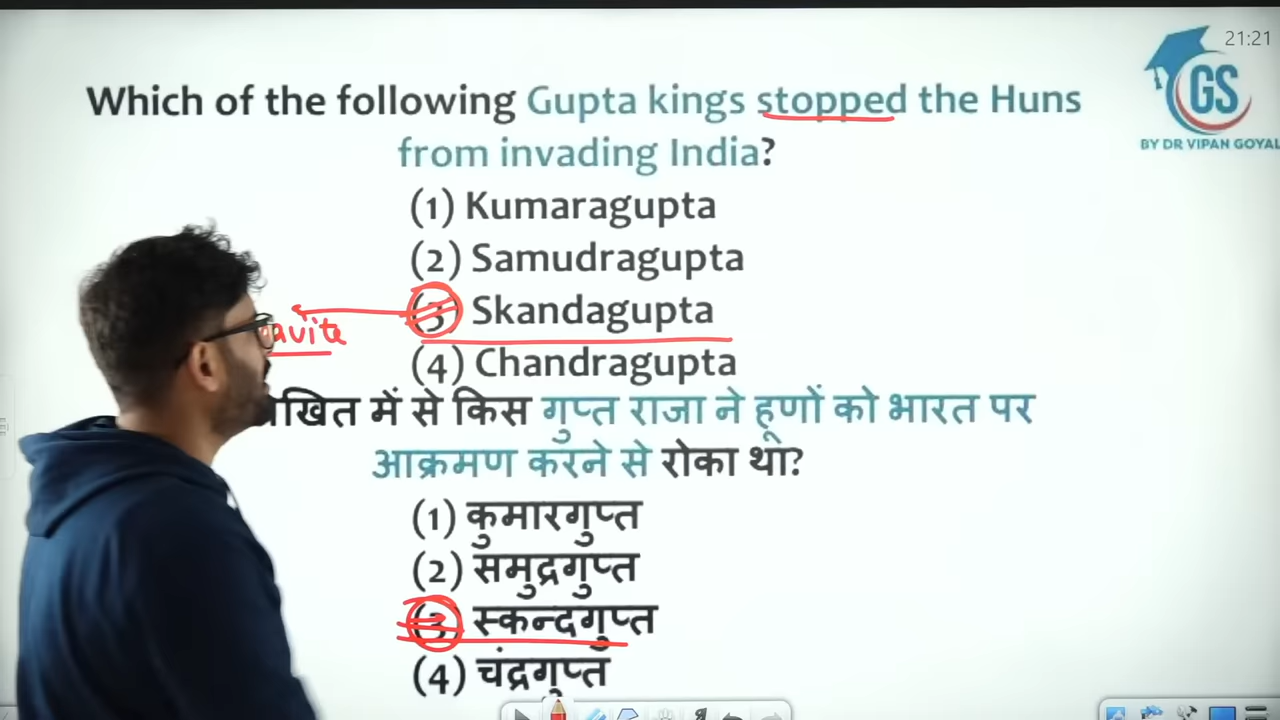 21:21
Which of the following Gupta kings stopped the Huns
from invading India?
GS
BY DR VIPAN GOYAL
(1) Kumaragupta
(2) Samudragupta
(3) Skandagupta
(4) Chandragupta
में से किस गुप्त राजा ने हूणों को भारत पर
आक्रमण करने से रोका था?
(1) कुमारगुप्त
(2) समुद्रगुप्त
(3) स्कन्दगुप्त
(4) चंद्रगुप्त